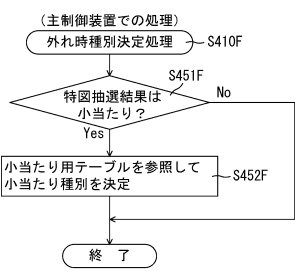 （主制御装置での処理）
外れ時種別決定処理
S410F
S451F
特図抽選結果は
小当たり？
No
Yes
小当たり用テーブルを参照して
小当たり種別を決定
S452F
終 了